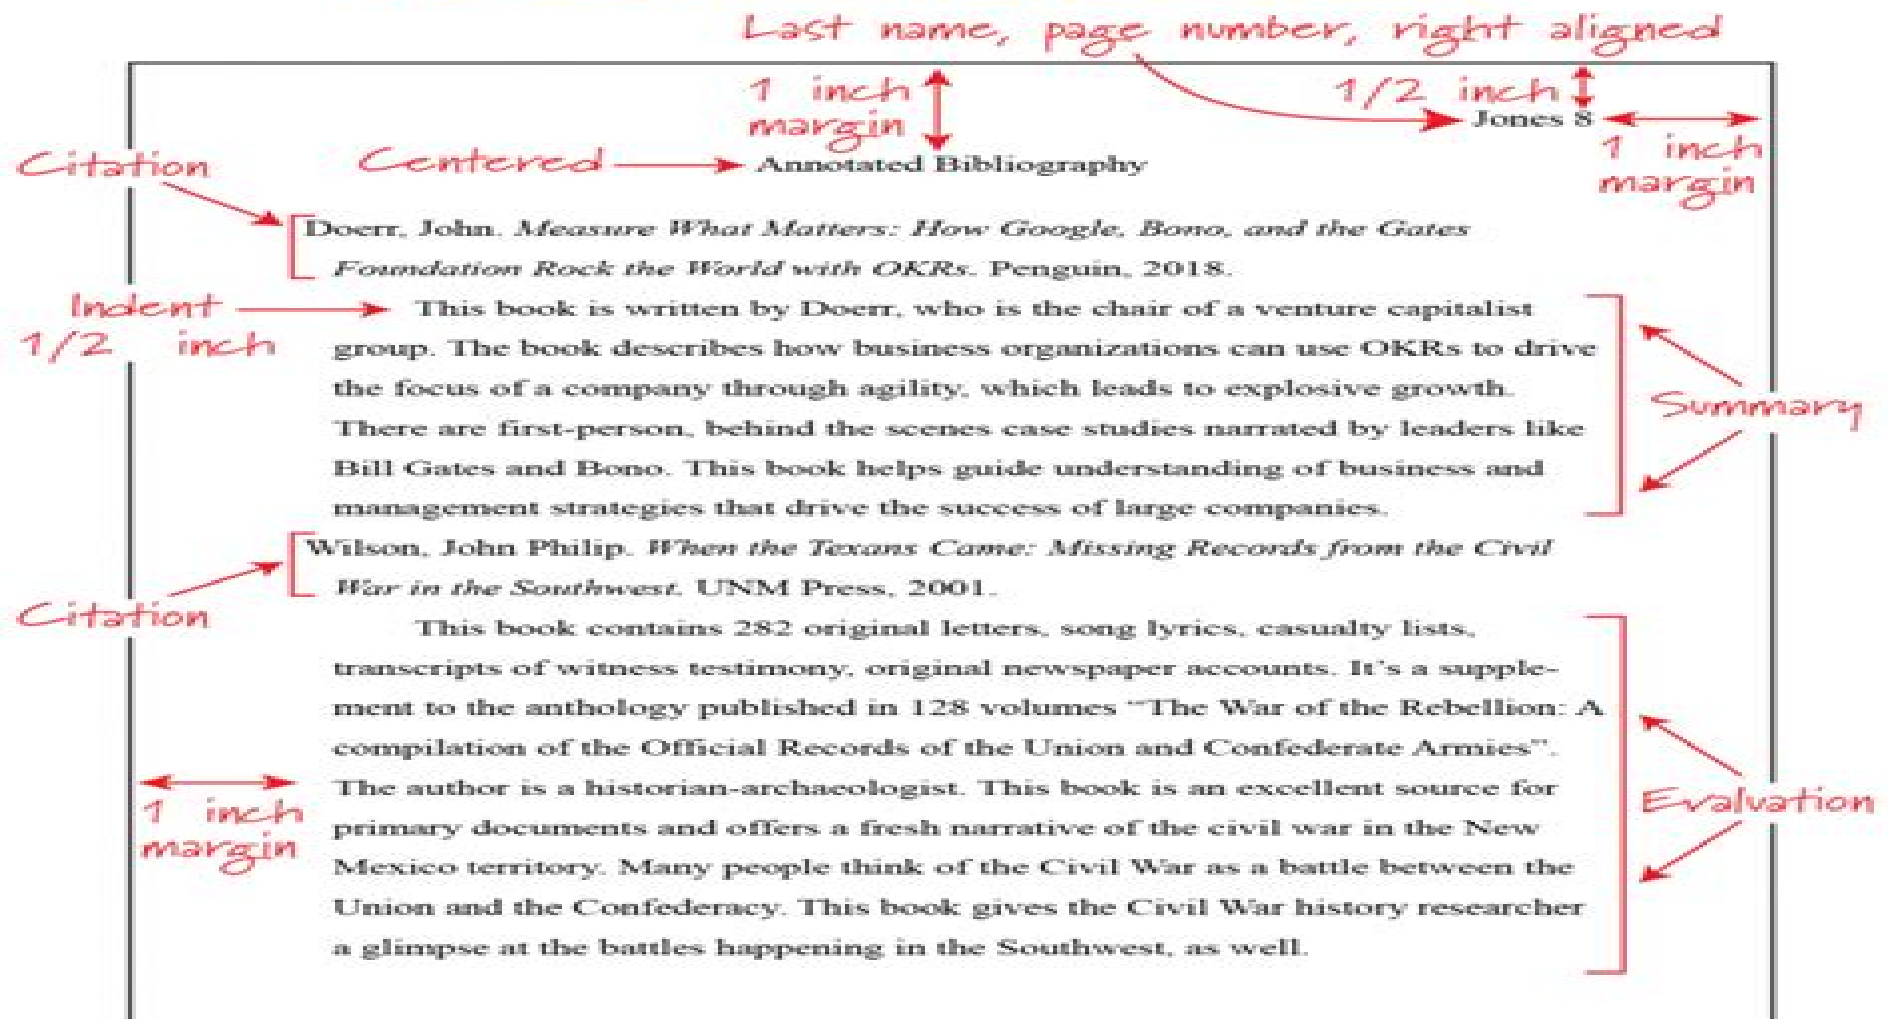 Last name, page number, right aligned
1 inch
margin
1/2 inch
Jones 8
1 inch
margin
Citation
Centered
Annotated Bibliography
Doerr, John. Measure What Matters: How Google, Bono, and the Gates
Foundation Rock the World with OKRs. Penguin, 2018.
Indent
1/2 inch
This book is written by Doerr, who is the chair of a venture capitalist
group. The book describes how business organizations can use OKRs to drive
the focus of a company through agility, which leads to explosive growth.
There are first-person, behind the scenes case studies narrated by leaders like
Bill Gates and Bono. This book helps guide understanding of business and
management strategies that drive the success of large companies.
Summary
Wilson, John Philip. When the Texans Came: Missing Records from the Civil
War in the Southwest. UNM Press, 2001.
Citation
This book contains 282 original letters, song lyrics, casualty lists,
transcripts of witness testimony, original newspaper accounts. It's a supple-
ment to the anthology published in 128 volumes "The War of the Rebellion: A
compilation of the Official Records of the Union and Confederate Armies".
The author is a historian-archaeologist. This book is an excellent source for
primary documents and offers a fresh narrative of the civil war in the New
Mexico territory. Many people think of the Civil War as a battle between the
Union and the Confederacy. This book gives the Civil War history researcher
a glimpse at the battles happening in the Southwest, as well.
1 inch
margin
Evaluation